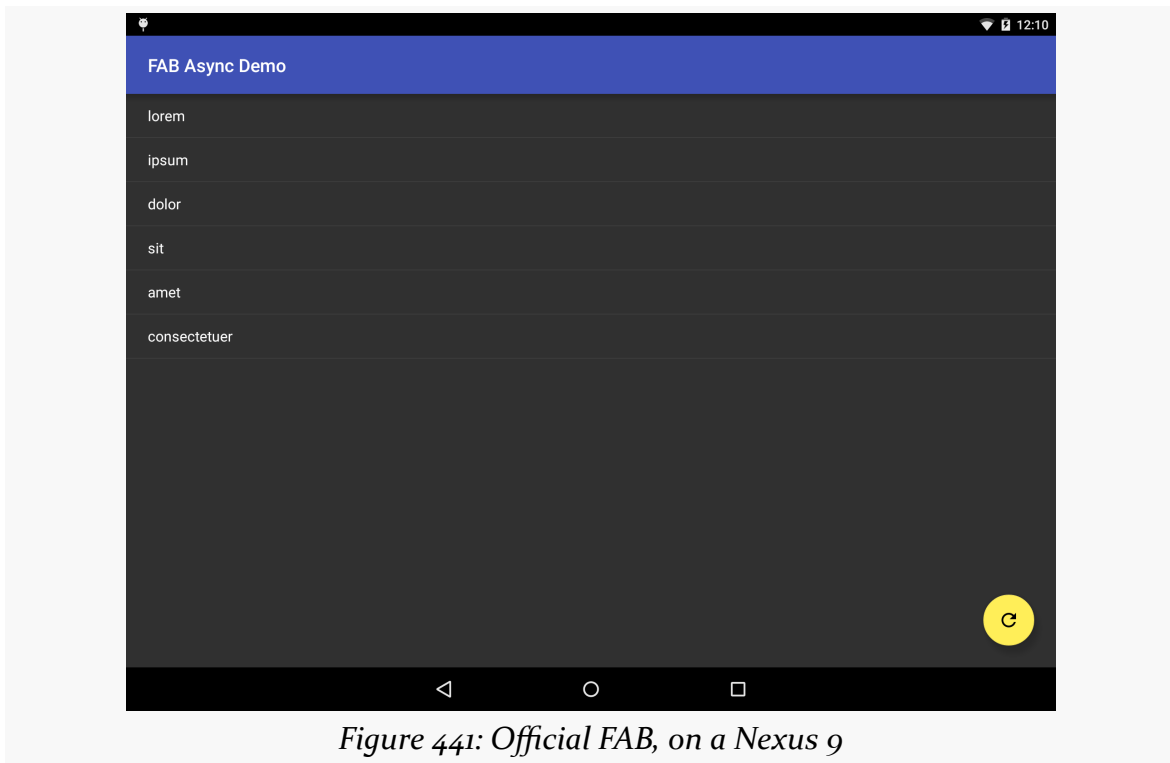 12:10
FAB Async Demo
lorem
ipsum
dolor
sit
amet
consectetuer
Figure 441: Official FAB, on a Nexus 9